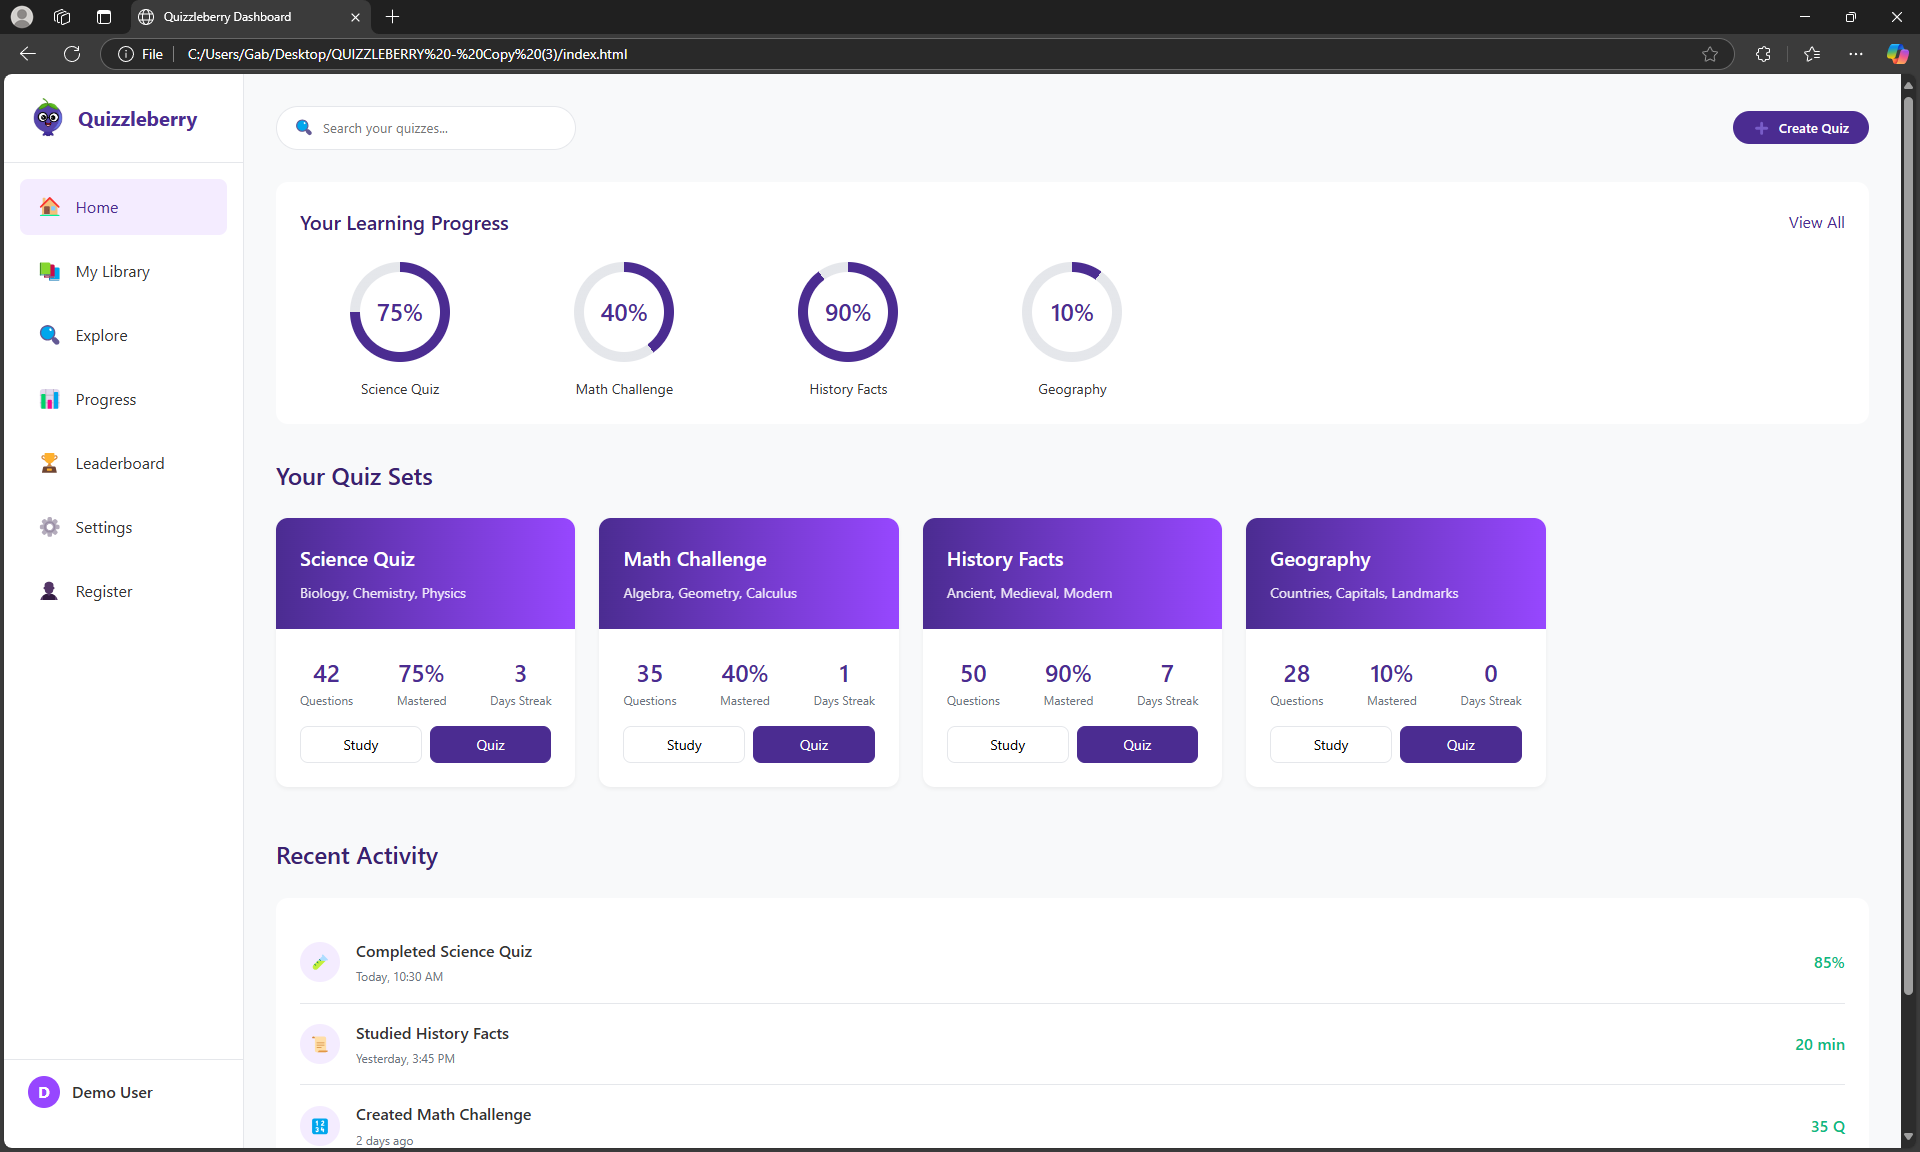 Quizzleberry Dashboard
File
C:/Users/Gab/Desktop/QUIZZLEBERRY%20-%20Copy%20(3)/index.html
Quizzleberry
Home
My Library
Explore
Progress
Leaderboard
Settings
Register
D Demo User
Search your quizzes...
Create Quiz
Your Learning Progress
View All
75% 40% 90% 10%
Science Quiz Math Challenge History Facts Geography
Your Quiz Sets
Science Quiz
Biology, Chemistry, Physics
42 75% 3
Questions Mastered Days Streak
Study Quiz
Math Challenge
Algebra, Geometry, Calculus
35 40% 1
Questions Mastered Days Streak
Study Quiz
History Facts
Ancient, Medieval, Modern
50 90% 7
Questions Mastered Days Streak
Study Quiz
Geography
Countries, Capitals, Landmarks
28 10% 0
Questions Mastered Days Streak
Study Quiz
Recent Activity
Completed Science Quiz
Today, 10:30 AM
85%
Studied History Facts
Yesterday, 3:45 PM
20 min
Created Math Challenge
2 days ago
35 Q